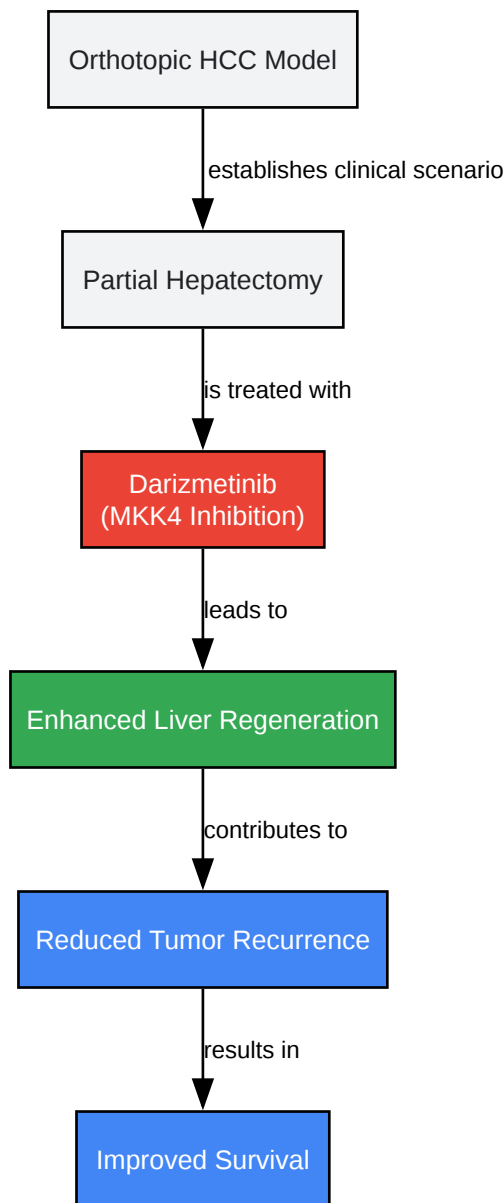 Orthotopic HCC Model
establishes clinical scenario
Partial Hepatectomy
is treated with
Darizmetinib
(MKK4 Inhibition)
leads to
Enhanced Liver Regeneration
contributes to
Reduced Tumor Recurrence
results in
Improved Survival